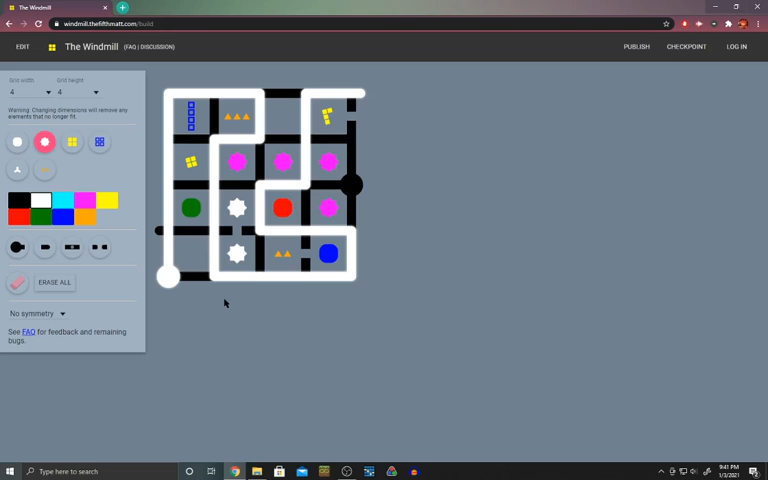 The Windmill
windmill.thefifthmatt.com/build
EDIT
The Windmill
(FAQ | DISCUSSION)
PUBLISH
CHECKPOINT
LOG IN
Grid width
Grid height
4
4
Warning: Changing dimensions will remove any
elements that no longer fit
ERASE ALL
No symmetry
See FAQ for feedback and remaining
bugs.
Type here to search
9:41 PM
1/3/2021